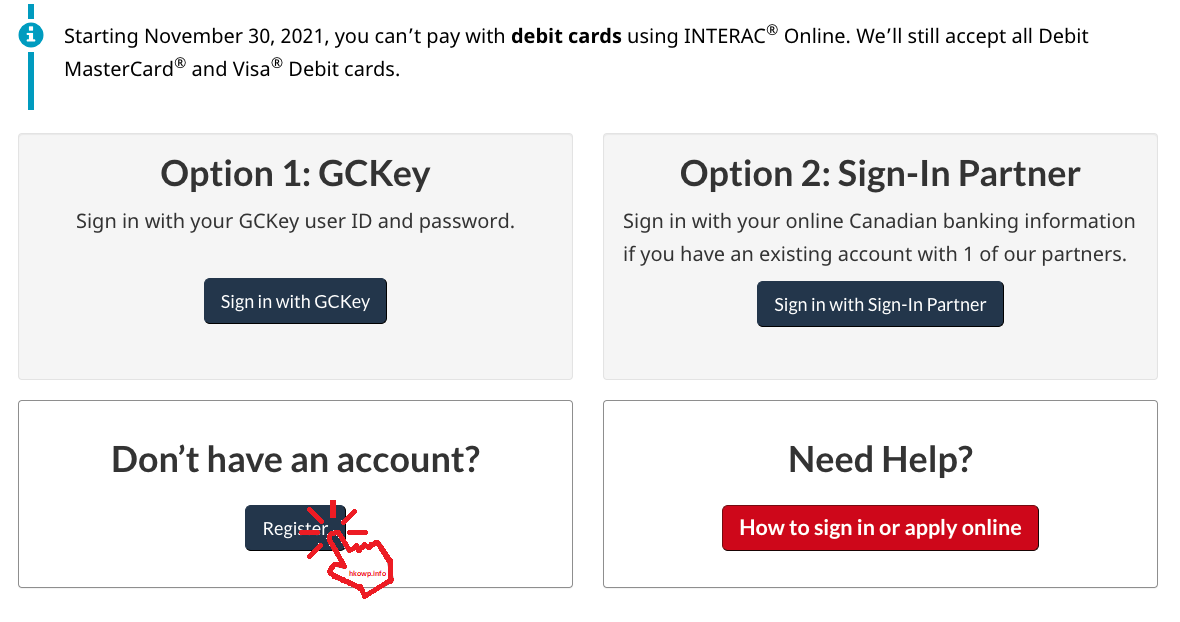 Starting November 30, 2021, you can’t pay with debit cards using INTERAC® Online. We’ll still accept all Debit
MasterCard® and Visa® Debit cards.
Option 1: GCKey
Sign in with your GCKey user ID and password.
Sign in with GCKey
Option 2: Sign-In Partner
Sign in with your online Canadian banking information
if you have an existing account with 1 of our partners.
Sign in with Sign-In Partner
Don’t have an account?
Register
hkowp.info
Need Help?
How to sign in or apply online